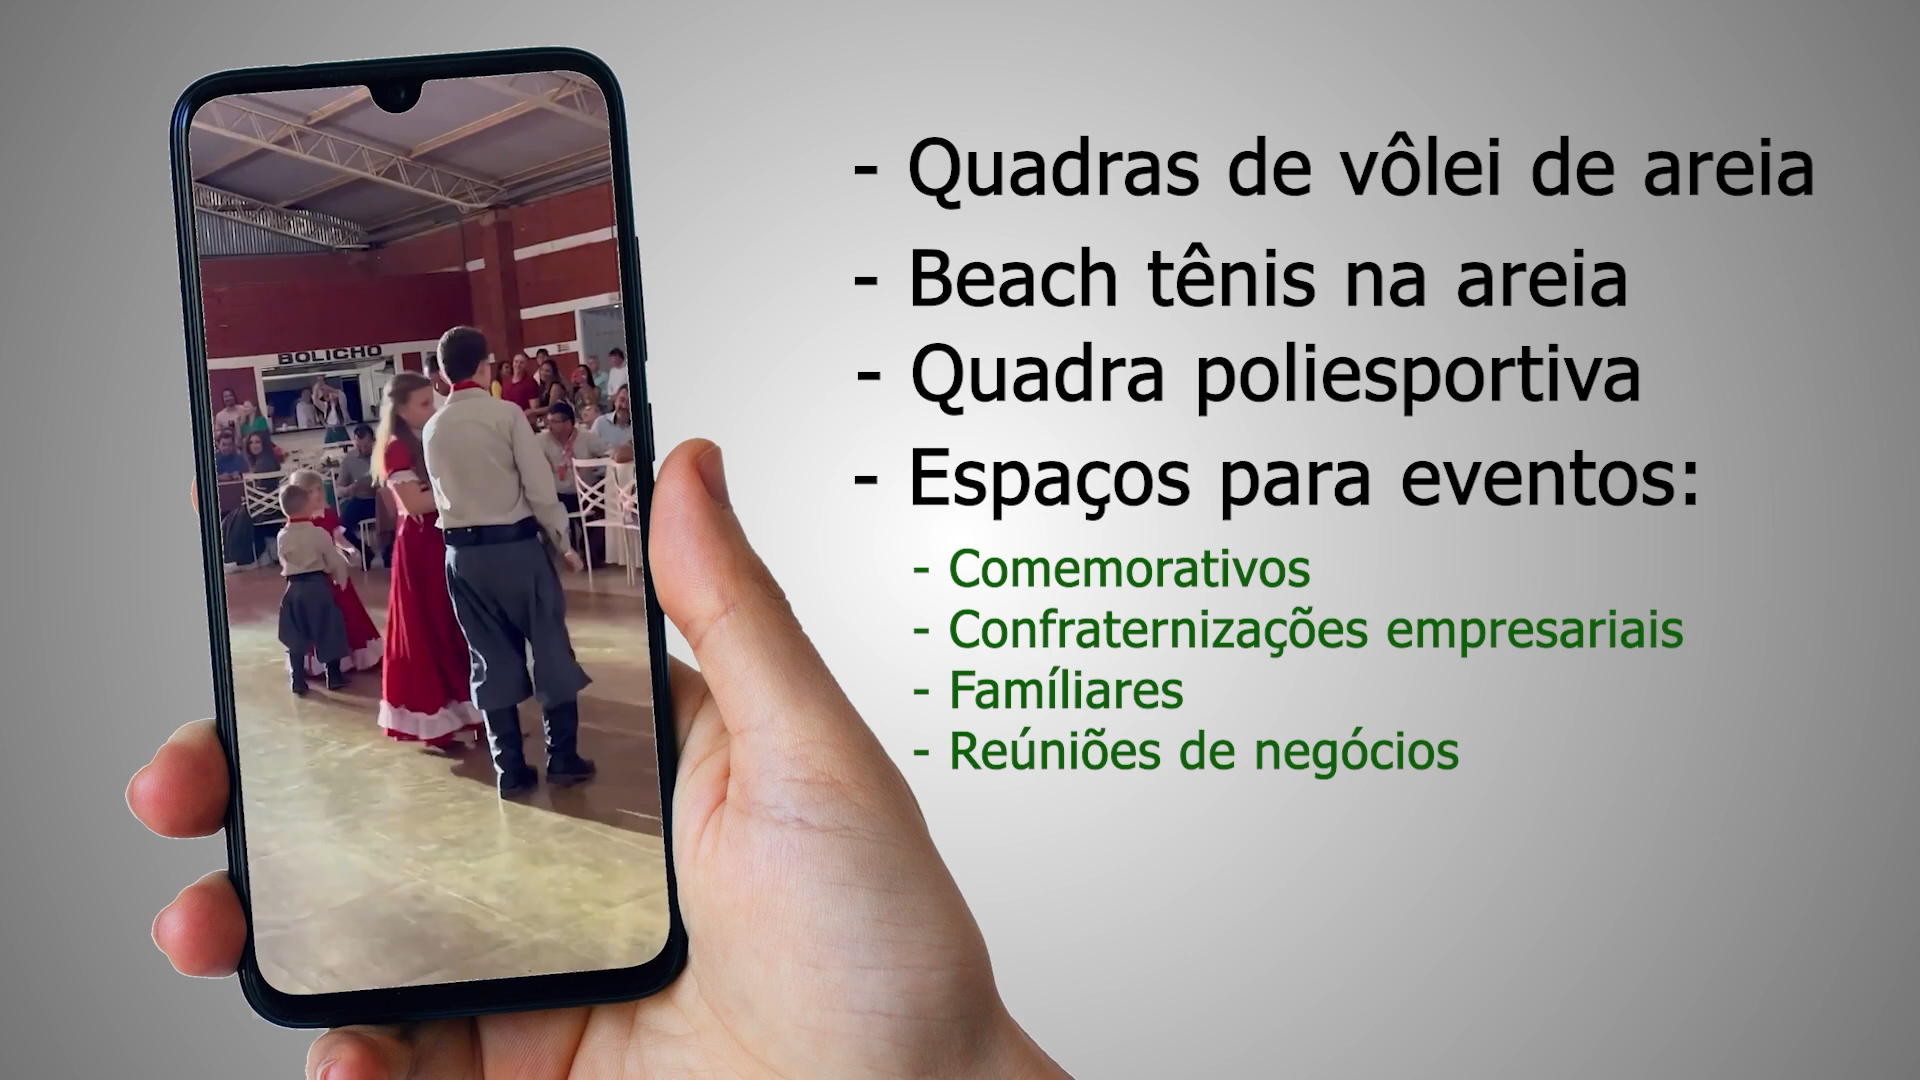 BOLICHO
- Quadras de vôlei de areia
- Beach tênis na areia
- Quadra poliesportiva
- Espaços para eventos:
- Comemorativos
- Confraternizações empresariais
- Famíliares
- Reúniões de negócios